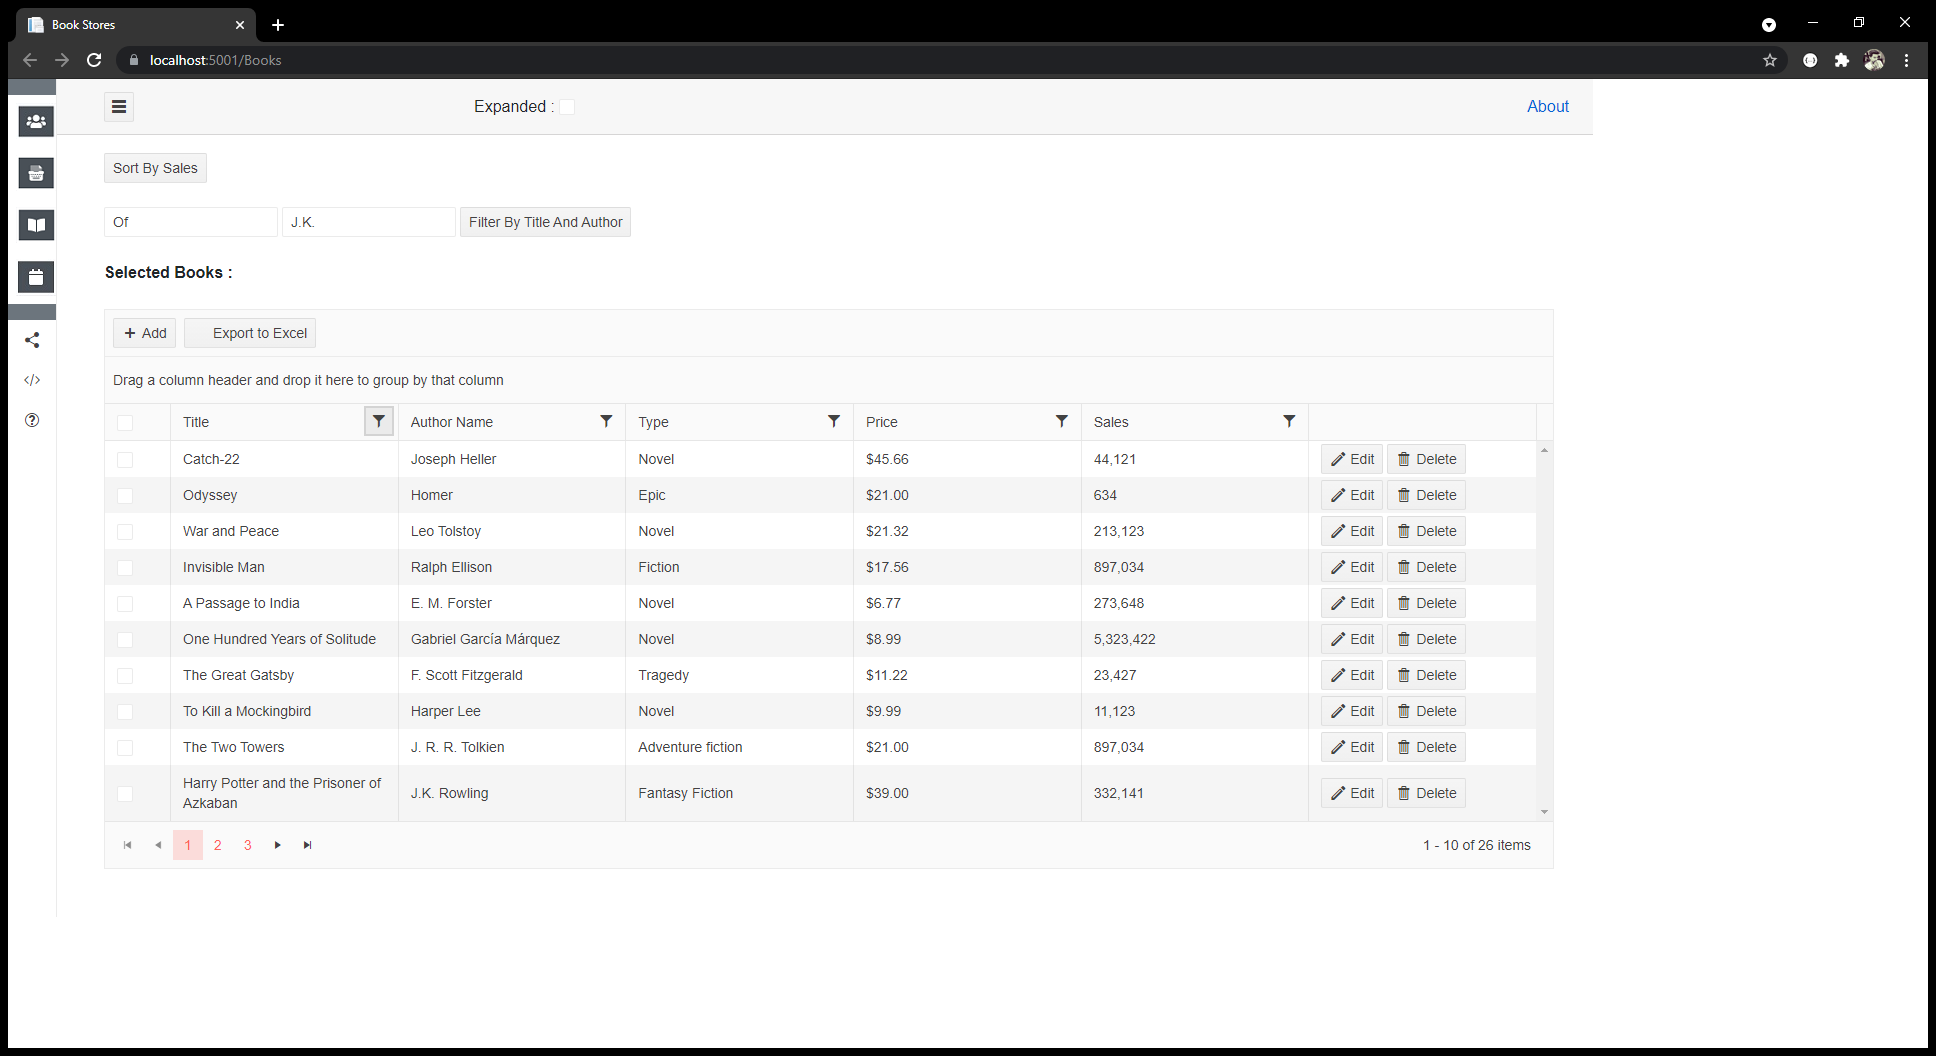 Book Stores
localhost:5001/Books
Expanded :
About
Sort By Sales
Of J.K. Filter By Title And Author
Selected Books :
Add Export to Excel
Drag a column header and drop it here to group by that column
Title Author Name Type Price Sales
Catch-22 Joseph Heller Novel $45.66 44,121 Edit Delete
Odyssey Homer Epic $21.00 634 Edit Delete
War and Peace Leo Tolstoy Novel $21.32 213,123 Edit Delete
Invisible Man Ralph Ellison Fiction $17.56 897,034 Edit Delete
A Passage to India E. M. Forster Novel $6.77 273,648 Edit Delete
One Hundred Years of Solitude Gabriel García Márquez Novel $8.99 5,323,422 Edit Delete
The Great Gatsby F. Scott Fitzgerald Tragedy $11.22 23,427 Edit Delete
To Kill a Mockingbird Harper Lee Novel $9.99 11,123 Edit Delete
The Two Towers J. R. R. Tolkien Adventure fiction $21.00 897,034 Edit Delete
Harry Potter and the Prisoner of
Azkaban J.K. Rowling Fantasy Fiction $39.00 332,141 Edit Delete
1 2 3 1 - 10 of 26 items